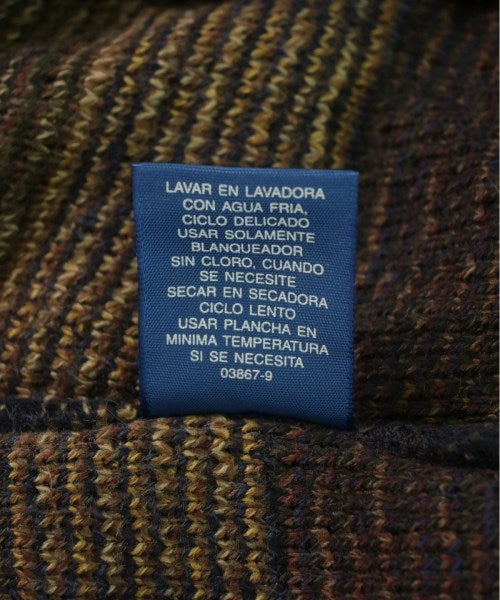 LAVAR EN LAVADORA
CON AGUA FRIA,
CICLO DELICADO
USAR SOLAMENTE
BLANQUEADOR
SIN CLORO, CUANDO
SE NECESITE
SECAR EN SECADORA
CICLO LENTO
USAR PLANCHA EN
MINIMA TEMPERATURA
SI SE NECESITA
03867-9